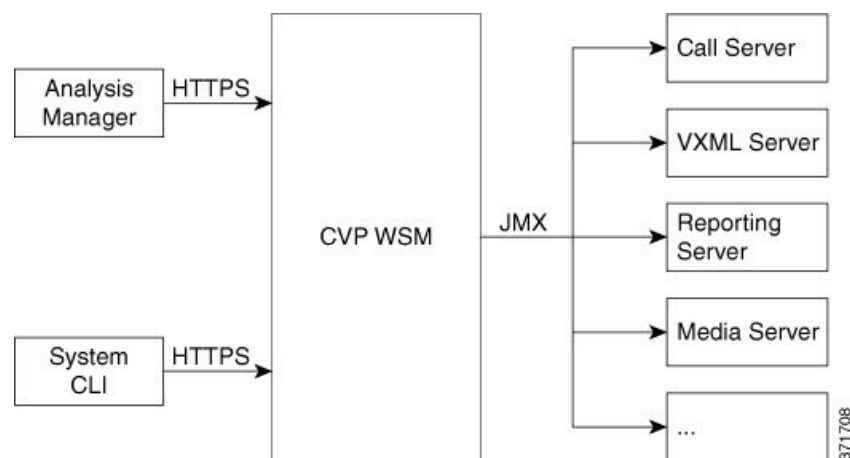 Analysis
Manager
HTTPS
System
CLI
HTTPS
CVP WSM
JMX
Call Server
VXML Server
Reporting
Server
Media Server
...
371708